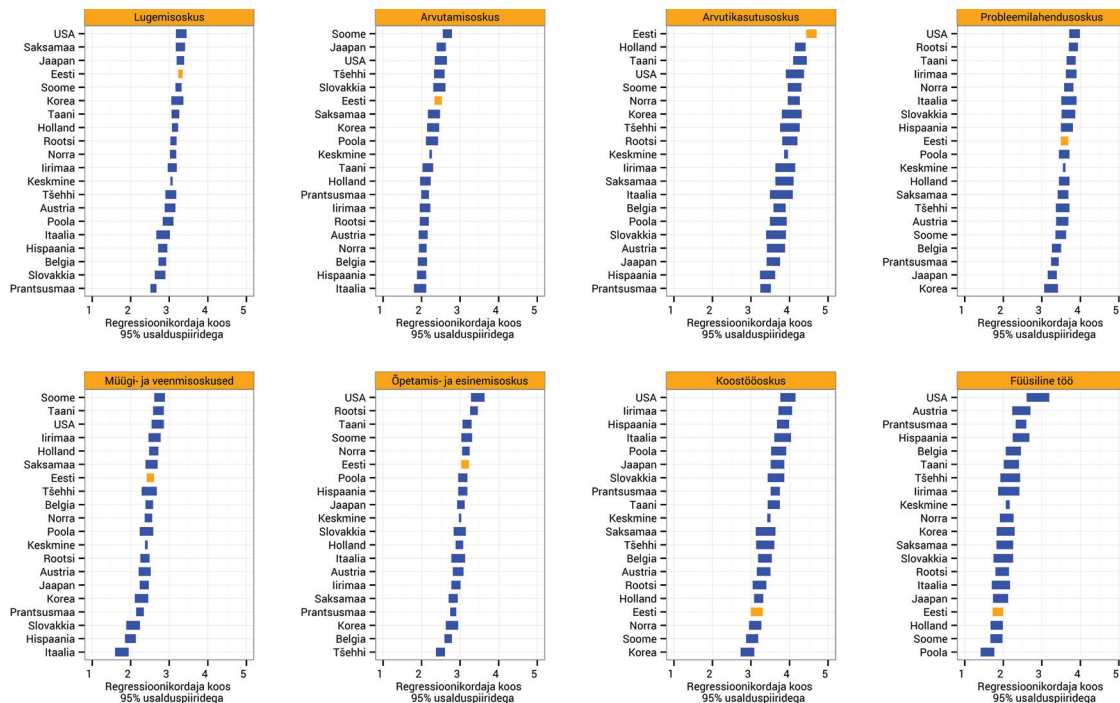 Lugemisoskus
USA
Saksamaa
Jaapan
Eesti
Soome
Korea
Taani
Holland
Rootsi
Norra
Iirimaa
Keskmine
Tšehhi
Austria
Poola
Itaalia
Hispaania
Belgia
Slovakkia
Prantsusmaa
1 2 3 4 5
Regressioonikordaja koos
95% usalduspiiridega
Arvutamisoskus
Soome
Jaapan
USA
Tšehhi
Slovakkia
Eesti
Saksamaa
Korea
Poola
Keskmine
Taani
Holland
Prantsusmaa
Iirimaa
Rootsi
Austria
Norra
Belgia
Hispaania
Itaalia
1 2 3 4 5
Regressioonikordaja koos
95% usalduspiiridega
Arvutikasutusoskus
Eesti
Holland
Taani
USA
Soome
Norra
Korea
Tšehhi
Rootsi
Keskmine
Iirimaa
Saksamaa
Itaalia
Belgia
Poola
Slovakkia
Austria
Jaapan
Hispaania
Prantsusmaa
1 2 3 4 5
Regressioonikordaja koos
95% usalduspiiridega
Probleemilahendusoskus
USA
Rootsi
Taani
Iirimaa
Norra
Itaalia
Slovakkia
Hispaania
Eesti
Poola
Keskmine
Holland
Saksamaa
Tšehhi
Austria
Soome
Belgia
Prantsusmaa
Jaapan
Korea
1 2 3 4 5
Regressioonikordaja koos
95% usalduspiiridega
Müügi- ja veenmisoskused
Soome
Taani
USA
Iirimaa
Holland
Saksamaa
Eesti
Tšehhi
Belgia
Norra
Poola
Keskmine
Rootsi
Austria
Jaapan
Korea
Prantsusmaa
Slovakkia
Hispaania
Itaalia
1 2 3 4 5
Regressioonikordaja koos
95% usalduspiiridega
Õpetamis- ja esinemisoskus
USA
Rootsi
Taani
Soome
Norra
Eesti
Poola
Hispaania
Jaapan
Keskmine
Slovakkia
Holland
Itaalia
Austria
Iirimaa
Saksamaa
Prantsusmaa
Korea
Belgia
Tšehhi
1 2 3 4 5
Regressioonikordaja koos
95% usalduspiiridega
Koostööoskus
USA
Iirimaa
Hispaania
Itaalia
Poola
Jaapan
Slovakkia
Prantsusmaa
Taani
Keskmine
Saksamaa
Tšehhi
Belgia
Austria
Rootsi
Holland
Eesti
Norra
Soome
Korea
1 2 3 4 5
Regressioonikordaja koos
95% usalduspiiridega
Füüsiline töö
USA
Austria
Prantsusmaa
Hispaania
Belgia
Taani
Tšehhi
Iirimaa
Keskmine
Norra
Korea
Saksamaa
Slovakkia
Rootsi
Itaalia
Jaapan
Eesti
Holland
Soome
Poola
1 2 3 4 5
Regressioonikordaja koos
95% usalduspiiridega